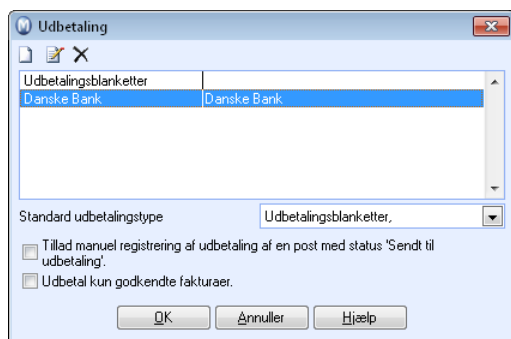 Udbetaling
Udbetalingsblanketter
Danske Bank Danske Bank
Standard udbetalingstype Udbetalingsblanketter,
Tillad manuel registrering af udbetaling af en post med status 'Sendt til
udbetaling'.
Udbetal kun godkendte fakturaer.
OK Annuller Hjælp